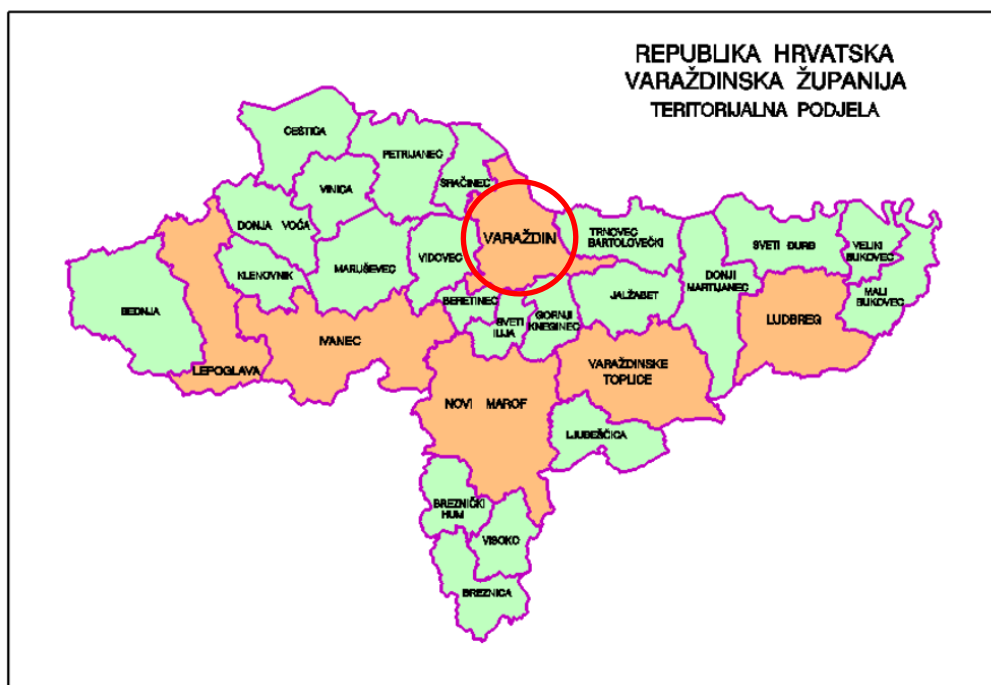 REPUBLIKA HRVATSKA
VARAŽDINSKA ŽUPANIJA
TERITORIJALNA PODJELA
CEŠTICA
PETRIJANEC
SRAČINEC
VINICA
DONJA VOĆA
VARAŽDIN
TRNOVEC
BARTOLOVEČKI
SVETI ĐURĐ
VELIKI
BUKOVEC
VIDOVEC
MARUŠEVEC
KLENOVNIK
DONJI
MARTIJANEC
MALI
BUKOVEC
BEDNJA
BERETINEC
JALŽABET
SVETI
ILIJA
GORNJI
KNEGINEC
LUDBREG
IVANEC
LEPOGLAVA
VARAŽDINSKE
TOPLICE
NOVI MAROF
LJUBEŠĆICA
BREZNIČKI
HUM
VISOKO
BREZNICA